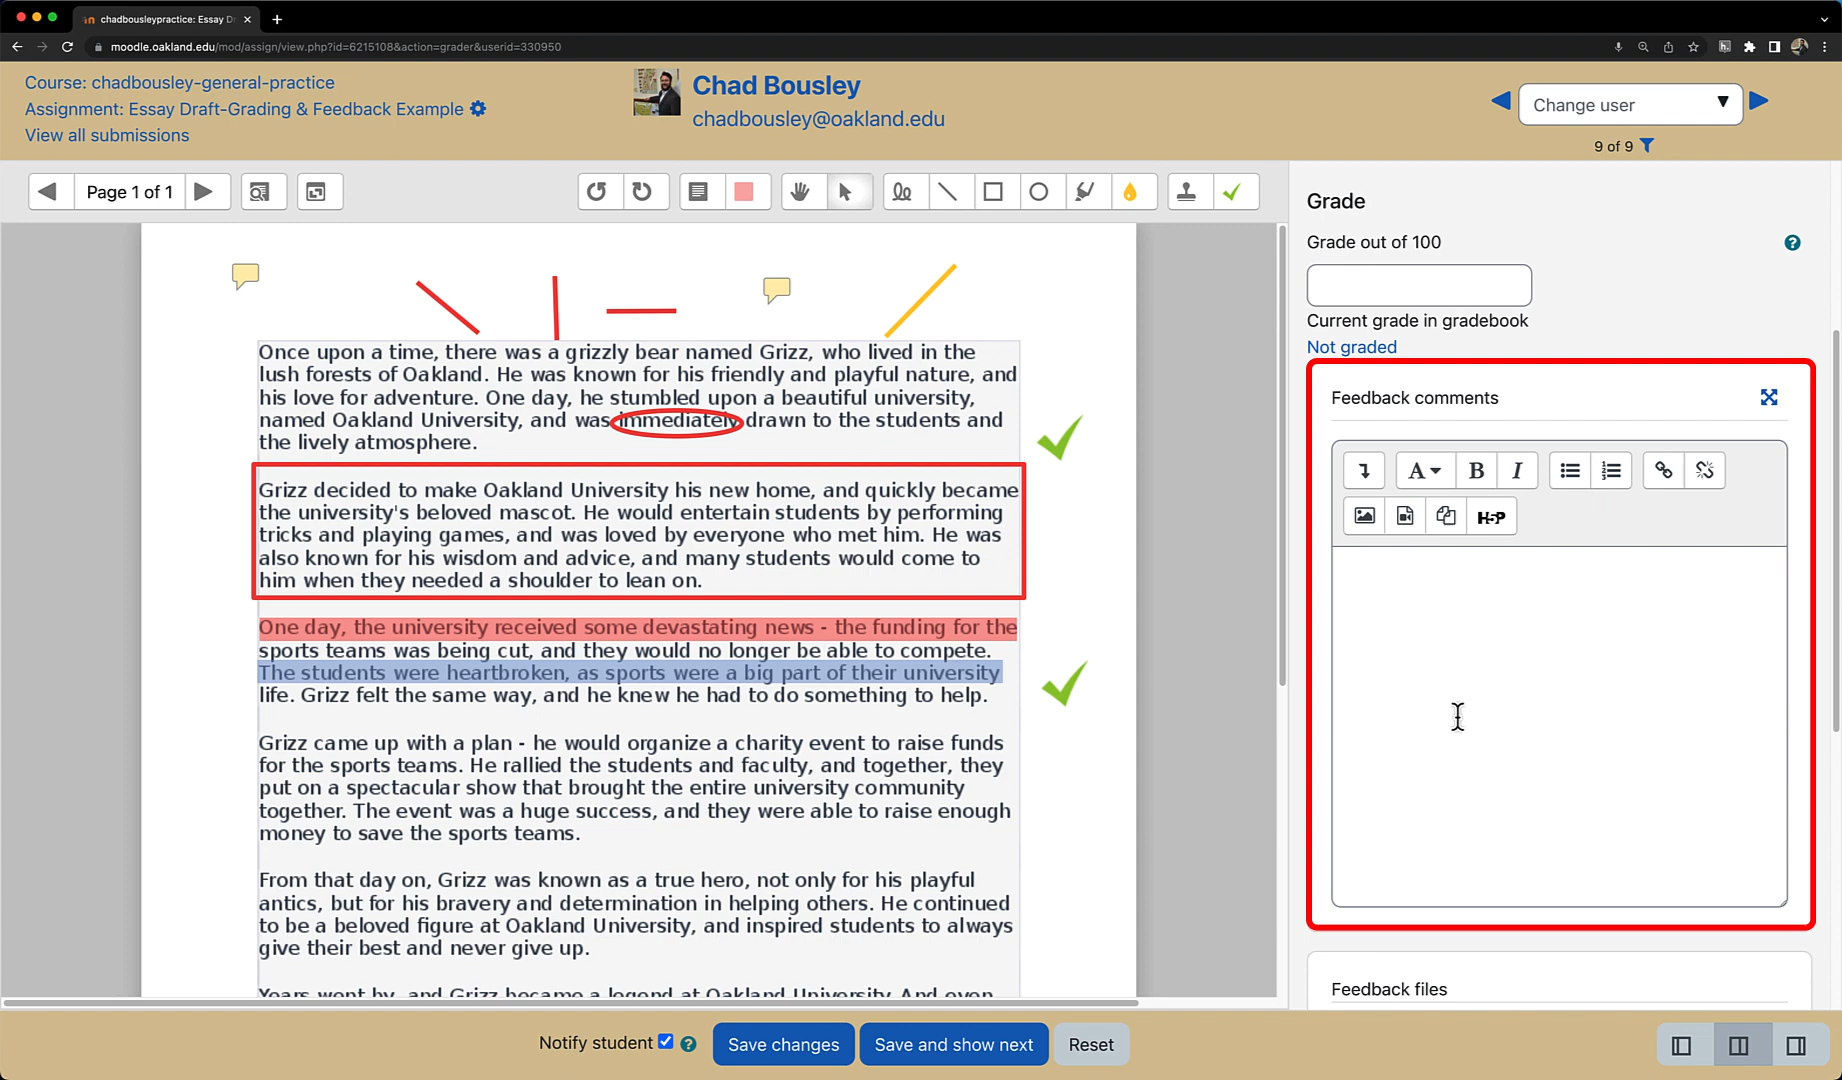 chadbousleypractice: Essay D
moodle.oakland.edu/mod/assign/view.php?id=6215108&action=grader&userid=330950
Course: chadbousley-general-practice
Assignment: Essay Draft-Grading & Feedback Example
View all submissions
Chad Bousley
chadbousley@oakland.edu
Change user
9 of 9
Page 1 of 1
Once upon a time, there was a grizzly bear named Grizz, who lived in the
lush forests of Oakland. He was known for his friendly and playful nature, and
his love for adventure. One day, he stumbled upon a beautiful university,
named Oakland University, and was immediately drawn to the students and
the lively atmosphere.
Grizz decided to make Oakland University his new home, and quickly became
the university's beloved mascot. He would entertain students by performing
tricks and playing games, and was loved by everyone who met him. He was
also known for his wisdom and advice, and many students would come to
him when they needed a shoulder to lean on.
One day, the university received some devastating news - the funding for the
sports teams was being cut, and they would no longer be able to compete.
The students were heartbroken, as sports were a big part of their university
life. Grizz felt the same way, and he knew he had to do something to help.
Grizz came up with a plan - he would organize a charity event to raise funds
for the sports teams. He rallied the students and faculty, and together, they
put on a spectacular show that brought the entire university community
together. The event was a huge success, and they were able to raise enough
money to save the sports teams.
From that day on, Grizz was known as a true hero, not only for his playful
antics, but for his bravery and determination in helping others. He continued
to be a beloved figure at Oakland University, and inspired students to always
give their best and never give up.
Years went by, and Grizz became a legend at Oakland University. And even
Grade
Grade out of 100
Current grade in gradebook
Not graded
Feedback comments
A
B
I
H5P
Feedback files
Notify student
Save changes
Save and show next
Reset